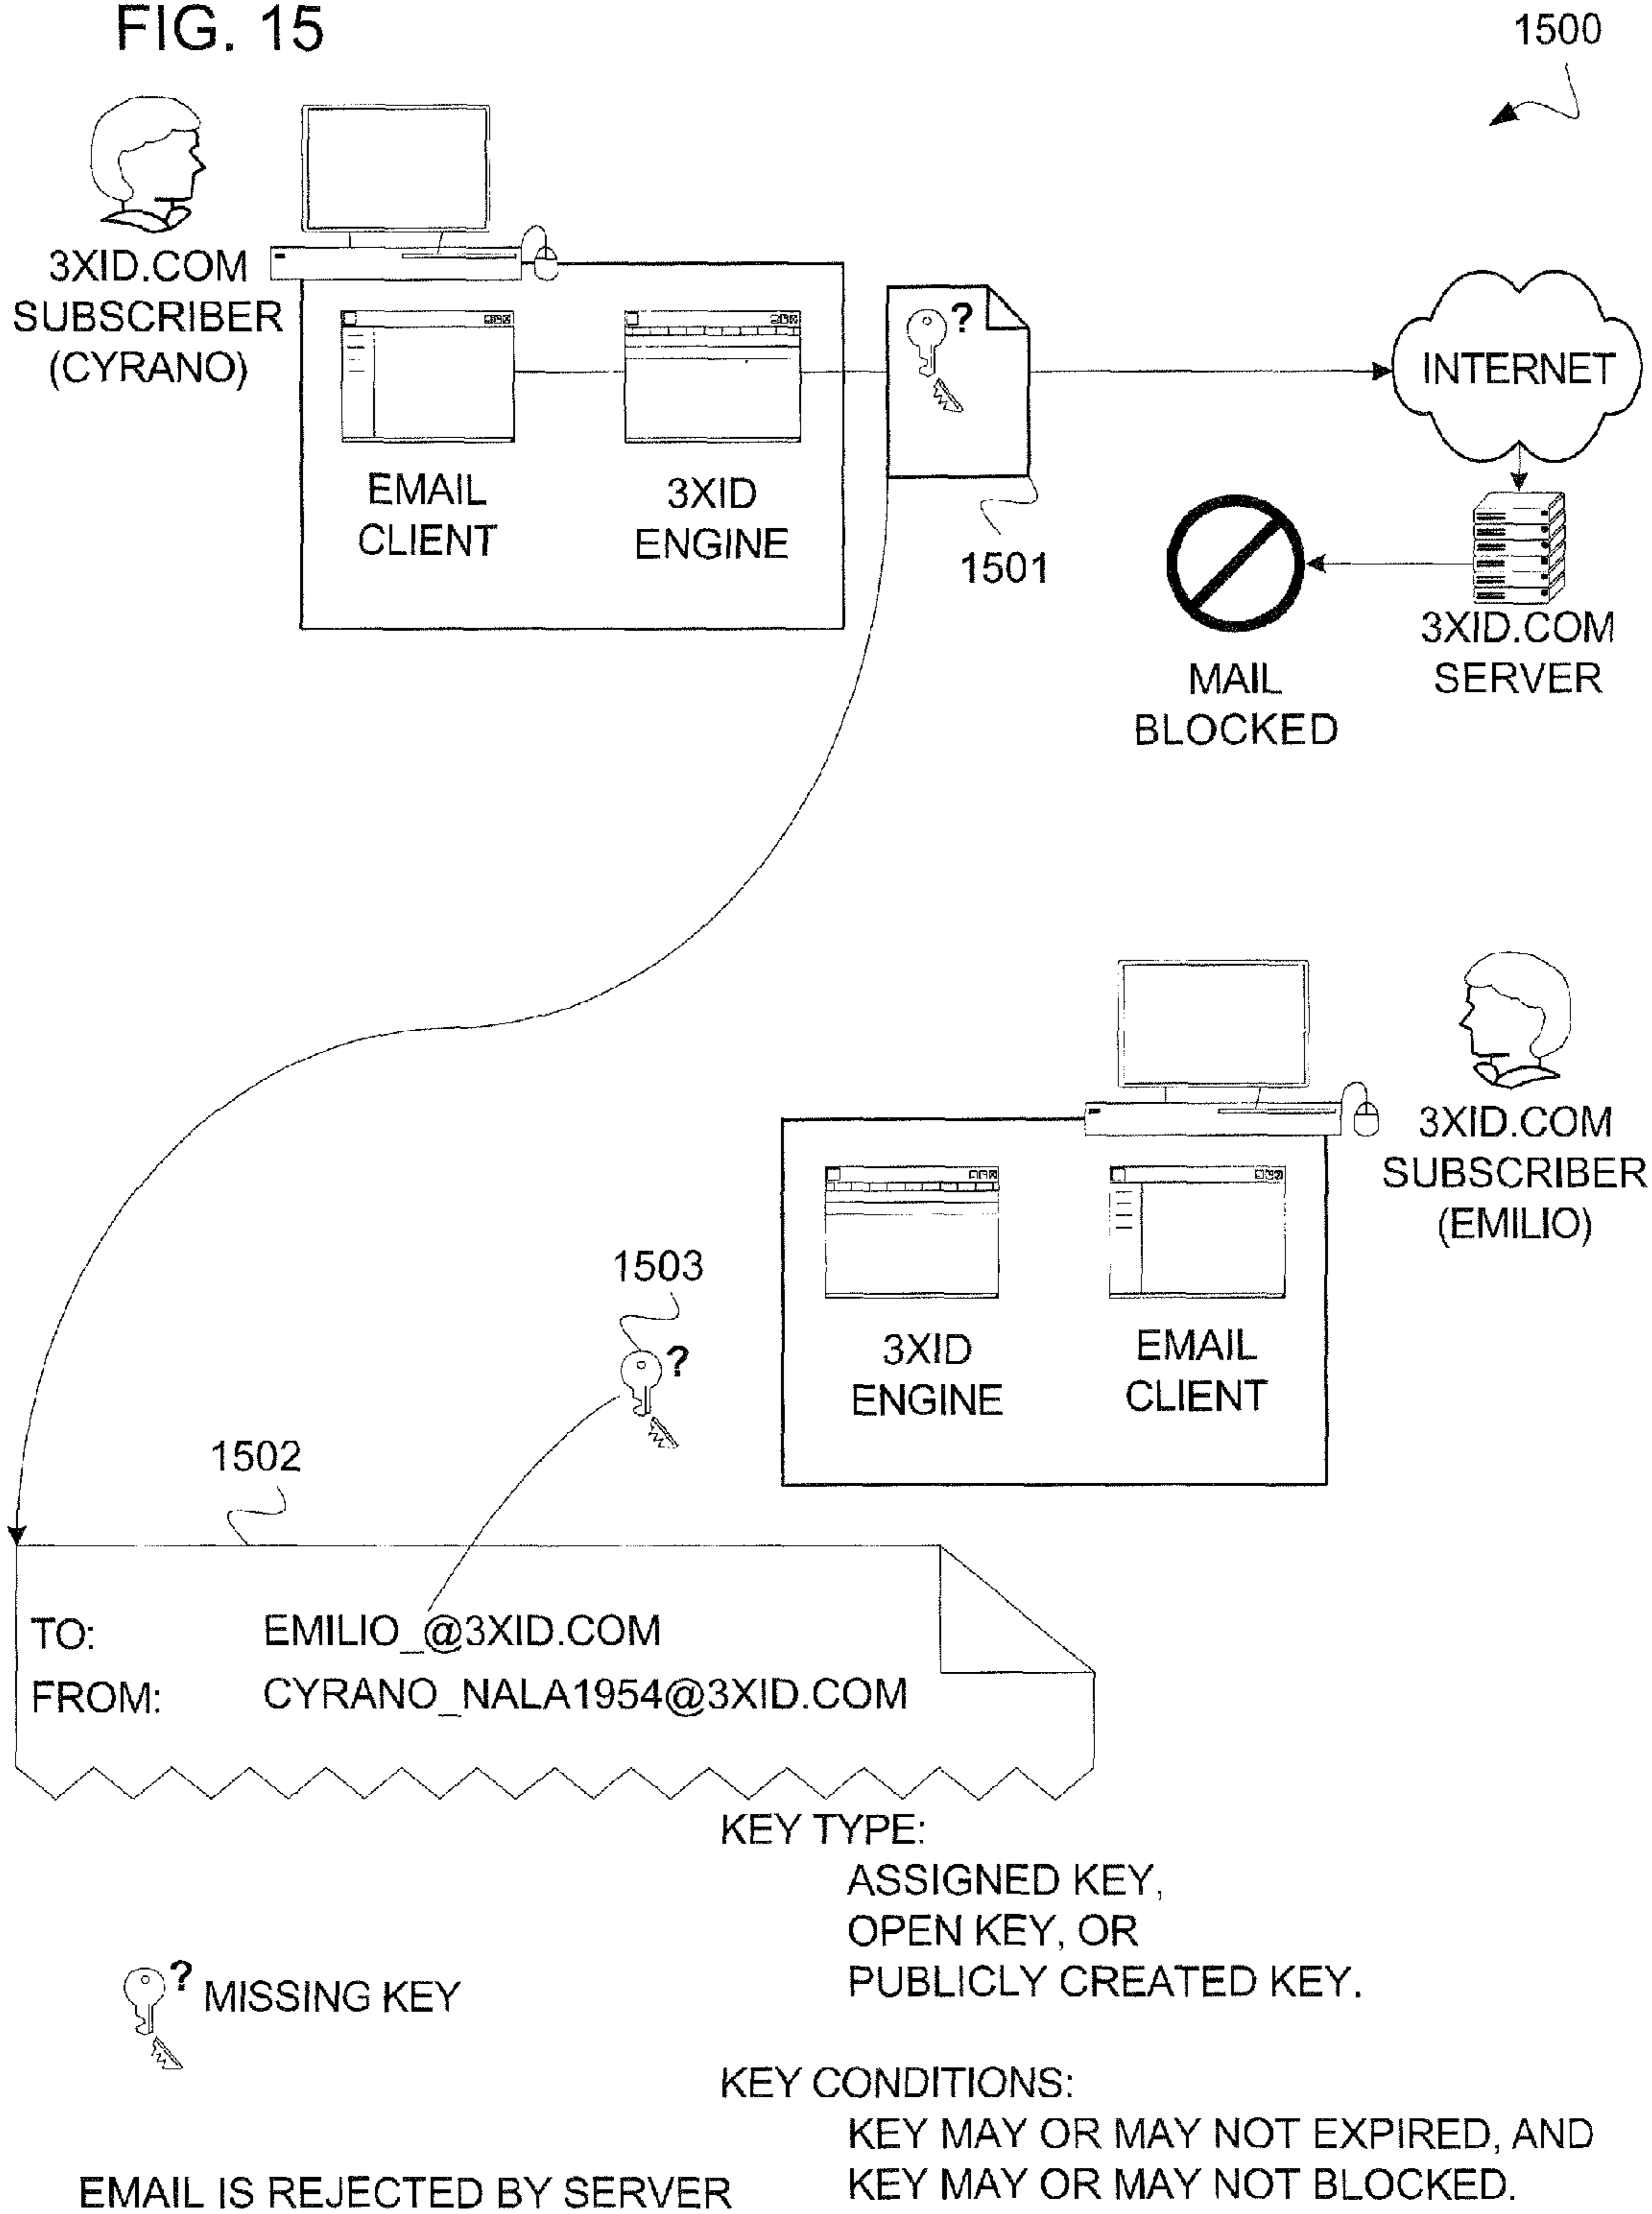 FIG. 15
1500
3XID.COM
SUBSCRIBER
(CYRANO)
EMAIL
CLIENT
3XID
ENGINE
?
1501
INTERNET
3XID.COM
SERVER
MAIL
BLOCKED
3XID.COM
SUBSCRIBER
(EMILIO)
3XID
ENGINE
EMAIL
CLIENT
1503
?
1502
TO: EMILIO_@3XID.COM
FROM: CYRANO_NALA1954@3XID.COM
KEY TYPE:
ASSIGNED KEY,
OPEN KEY, OR
PUBLICLY CREATED KEY.
? MISSING KEY
KEY CONDITIONS:
KEY MAY OR MAY NOT EXPIRED, AND
KEY MAY OR MAY NOT BLOCKED.
EMAIL IS REJECTED BY SERVER